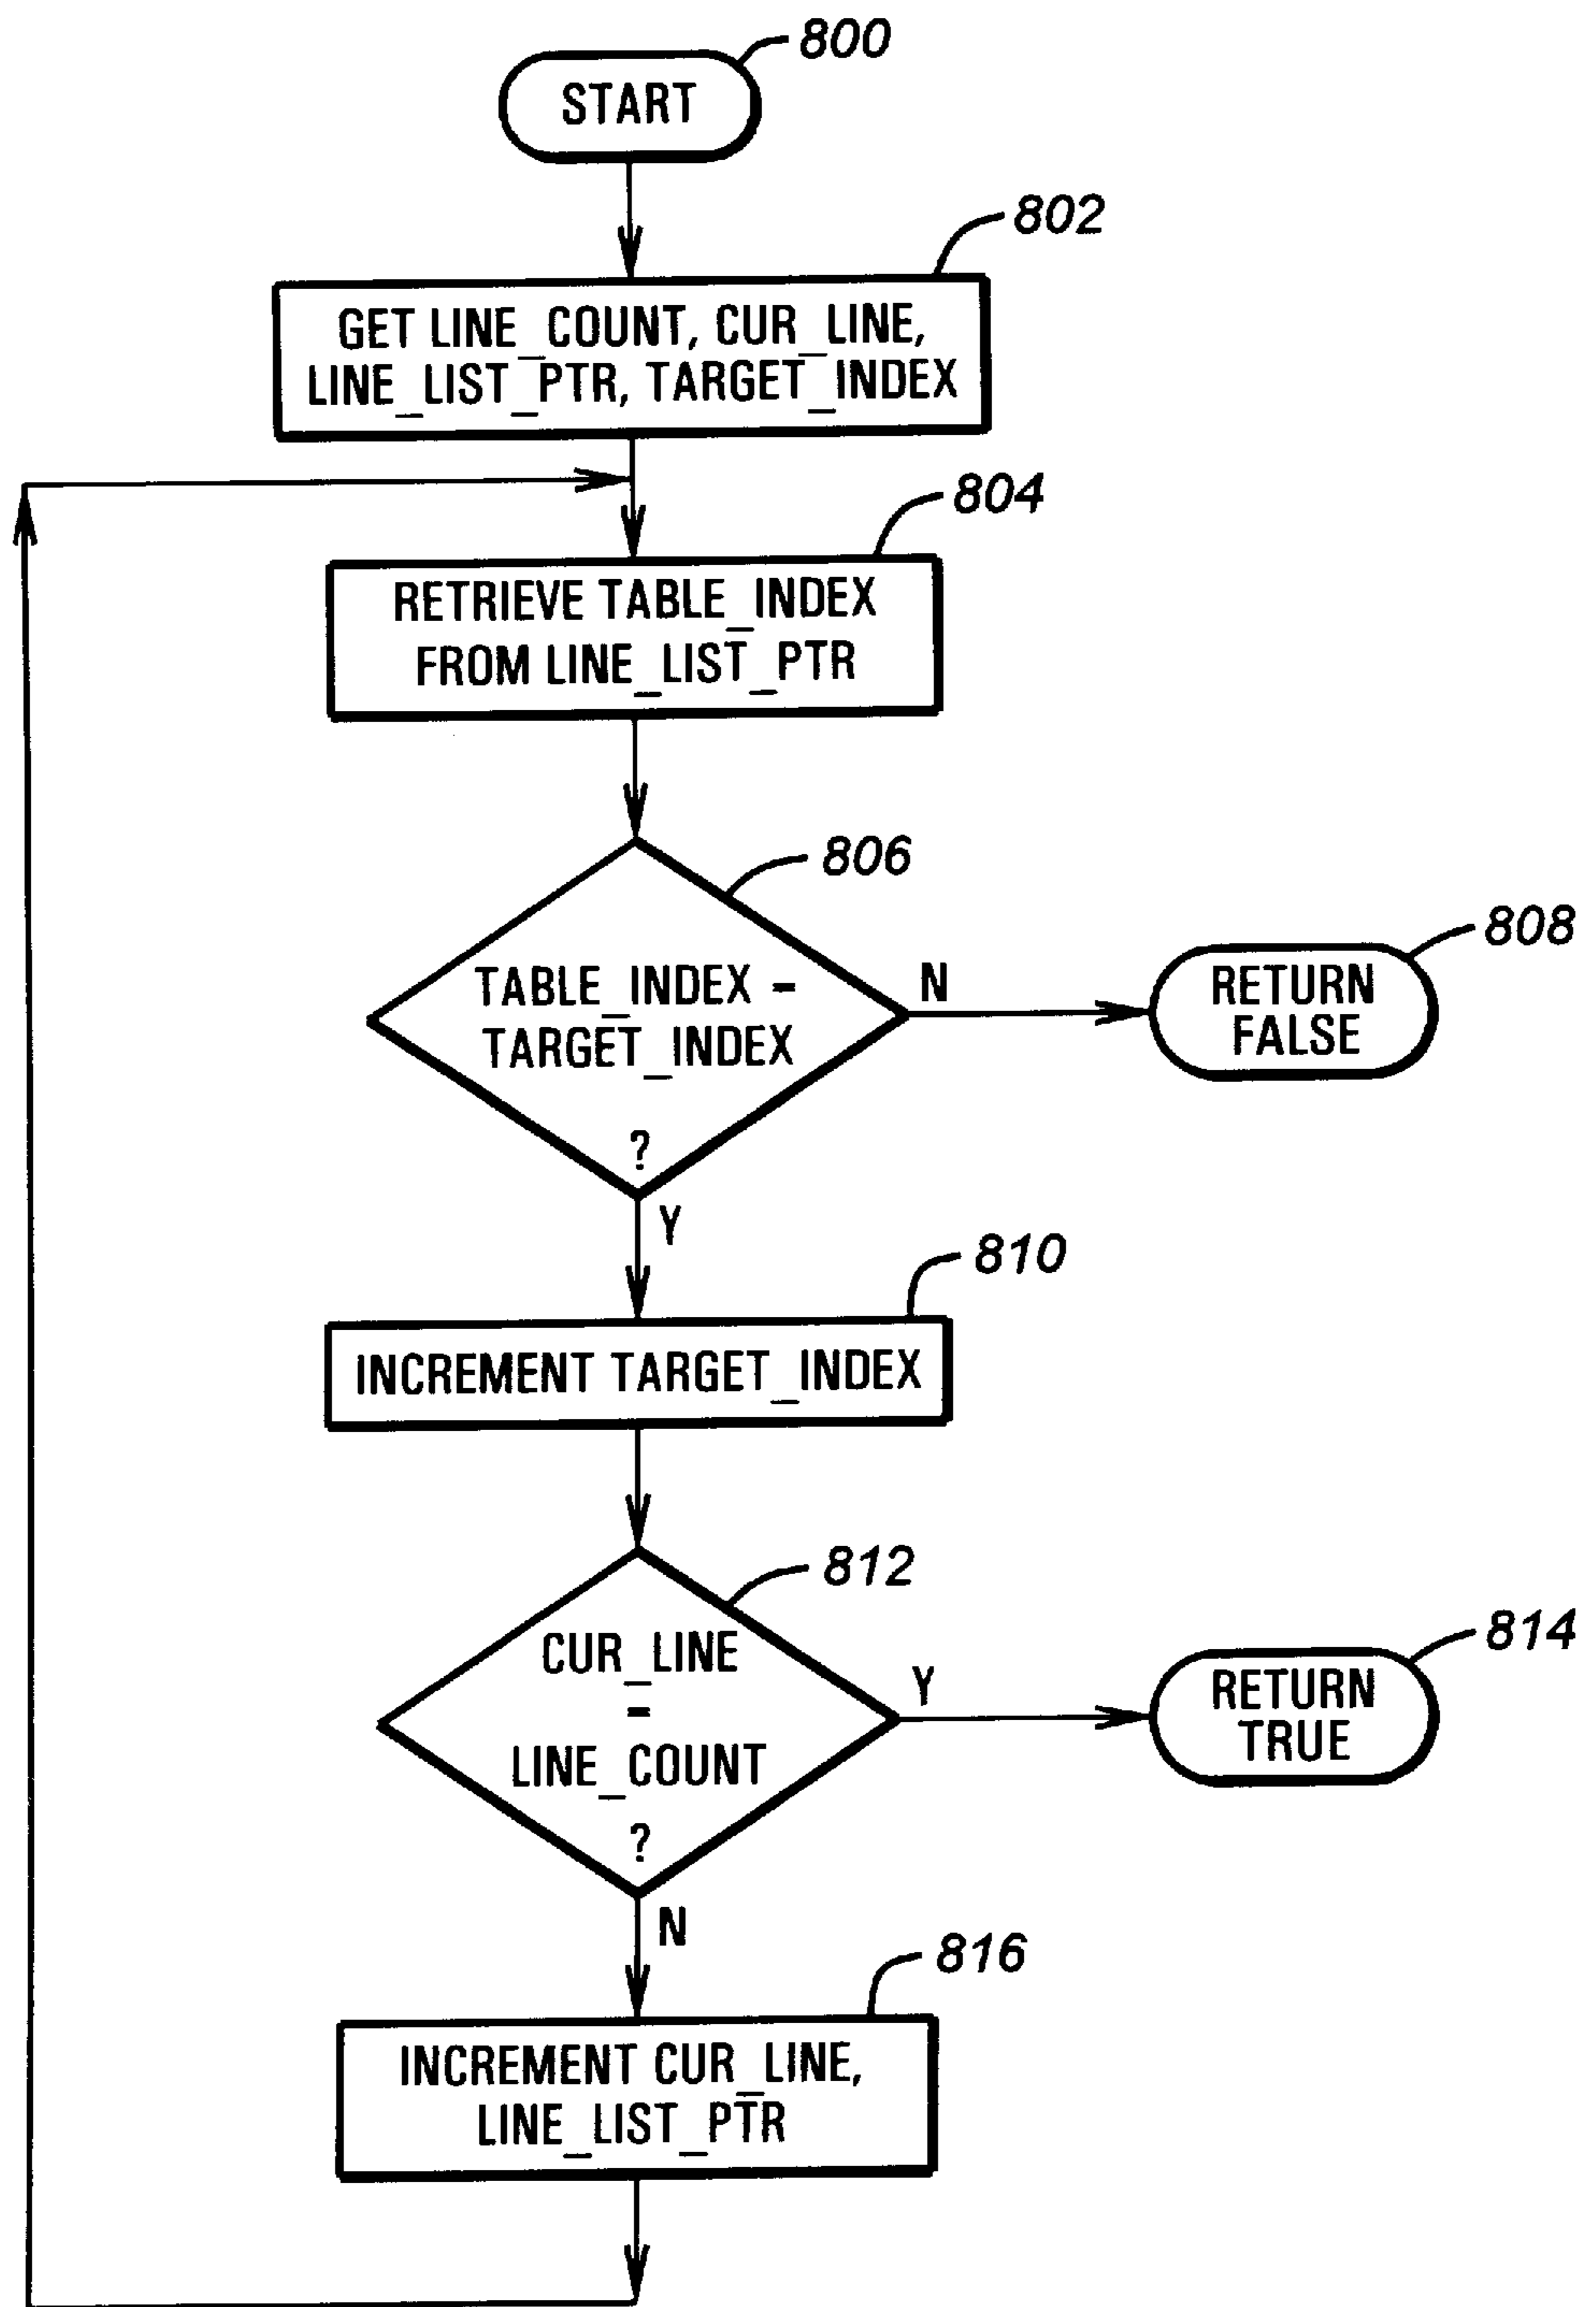 800
START
802
GET LINE_COUNT, CUR_LINE,
LINE_LIST_PTR, TARGET_INDEX
804
RETRIEVE TABLE_INDEX
FROM LINE_LIST_PTR
806
TABLE_INDEX -
TARGET_INDEX
?
N
808
RETURN
FALSE
Y
810
INCREMENT TARGET_INDEX
812
CUR_LINE
=
LINE_COUNT
?
Y
814
RETURN
TRUE
N
816
INCREMENT CUR_LINE,
LINE_LIST_PTR